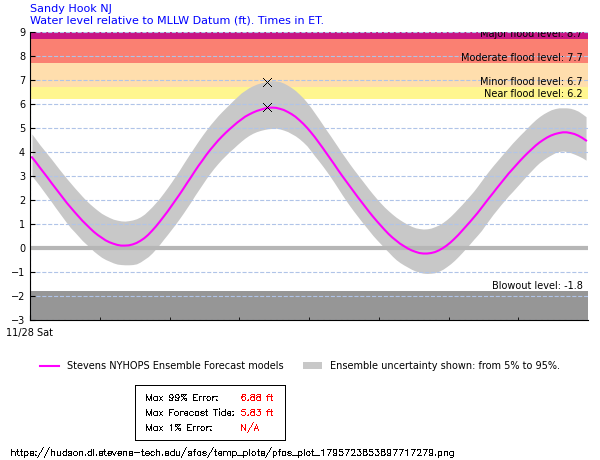 Sandy Hook NJ
Water level relative to MLLW Datum (ft). Times in ET.
9
Major flood level: 8.7
8
Moderate flood level: 7.7
7
Minor flood level: 6.7
Near flood level: 6.2
6
5
4
3
2
1
0
−1
Blowout level: -1.8
−2
−3
11/28 Sat
Stevens NYHOPS Ensemble Forecast models
Ensemble uncertainty shown: from 5% to 95%.
Max 99% Error: 6.88 ft
Max Forecast Tide: 5.83 ft
Max 1% Error: N/A
https://hudson.dl.stevens-tech.edu/sfas/temp_plots/pfas_plot_1795723653697717279.png